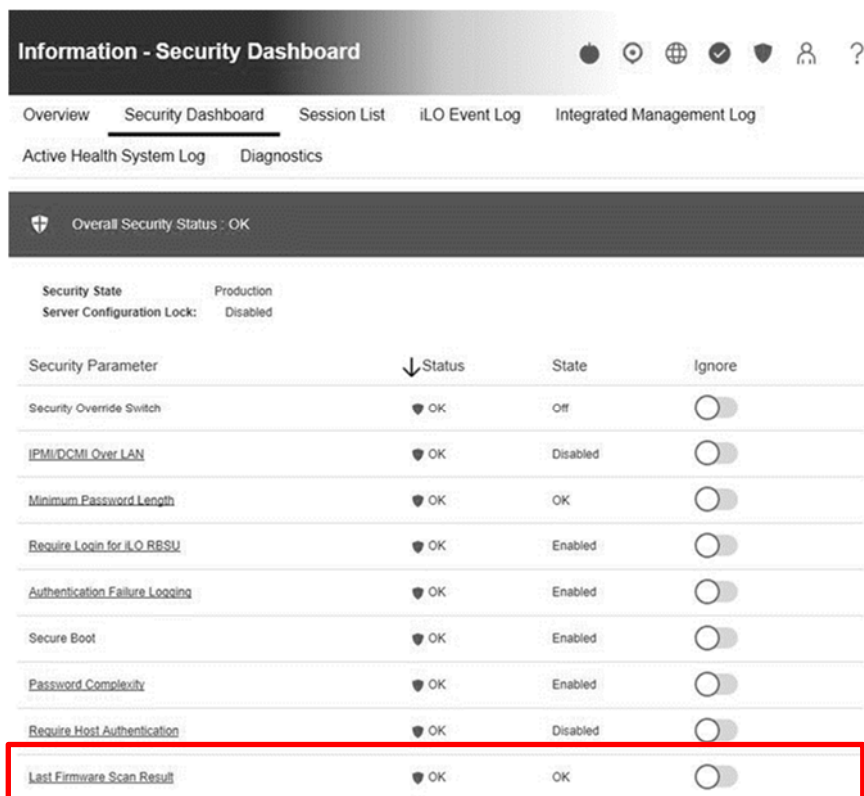 Information - Security Dashboard
?
Overview Security Dashboard Session List iLO Event Log Integrated Management Log
Active Health System Log Diagnostics
Overall Security Status : OK
Security State Production
Server Configuration Lock: Disabled
Security Parameter Status State Ignore
Security Override Switch OK Off
IPMI/DCMI Over LAN OK Disabled
Minimum Password Length OK OK
Require Login for iLO RBSU OK Enabled
Authentication Failure Logging OK Enabled
Secure Boot OK Enabled
Password Complexity OK Enabled
Require Host Authentication OK Disabled
Last Firmware Scan Result OK OK